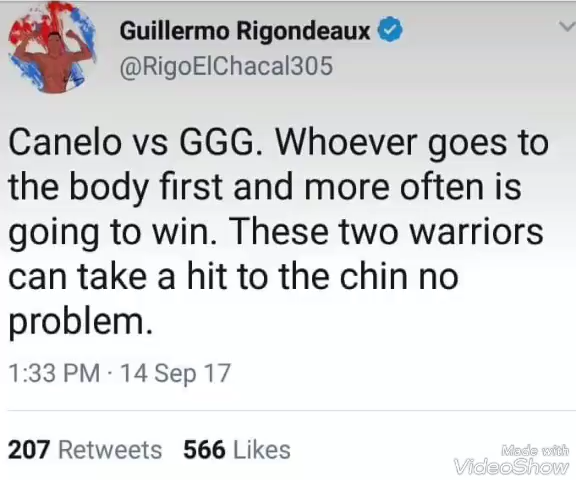 Guillermo Rigondeaux
@RigoElChacal305
Canelo vs GGG. Whoever goes to
the body first and more often is
going to win. These two warriors
can take a hit to the chin no
problem.
1:33 PM · 14 Sep 17
207 Retweets 566 Likes
Made with
VideoShow